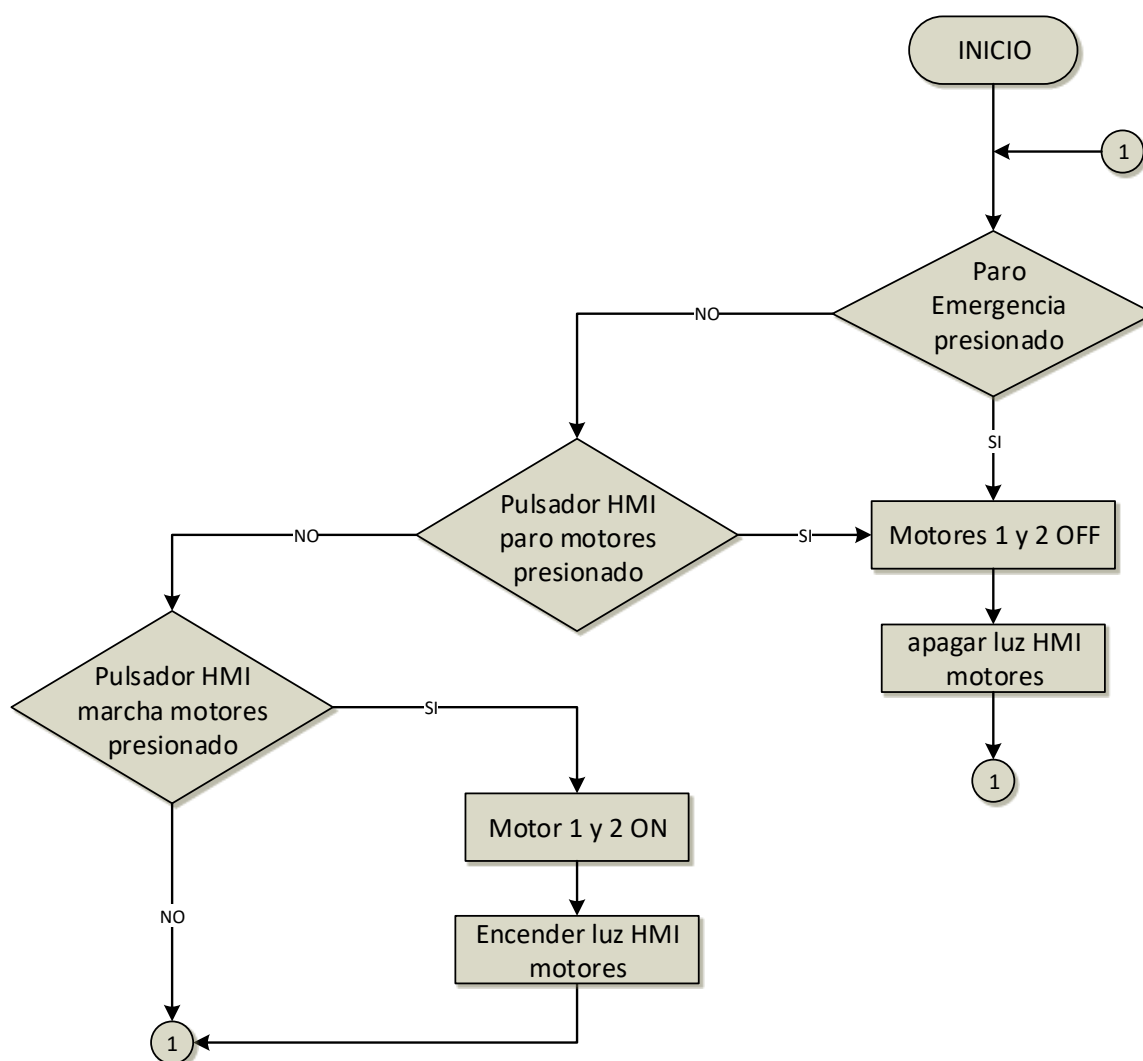 INICIO
1
Paro
Emergencia
presionado
NO
SI
Pulsador HMI
paro motores
presionado
NO
SI
Motores 1 y 2 OFF
apagar luz HMI
motores
1
Pulsador HMI
marcha motores
presionado
SI
Motor 1 y 2 ON
NO
Encender luz HMI
motores
1